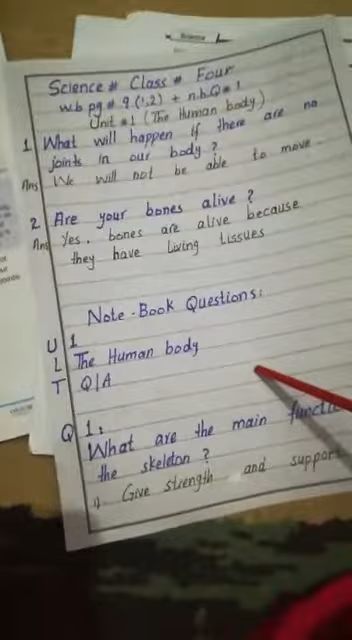 Science
Science # Class # Four
w.b pg # 9.(1,2) + n.b.Q # 1
Unit #1 (The Human body)
1 What will happen if there are no
joints in our body?
Ans We will not be able to move
2 Are your bones alive?
Ans Yes. bones are alive because
they have living tissues
Note-Book Questions:
U 1
L The Human body
T Q/A
Q 1:
What are the main functi
the skeleton?
1) Give strength and support